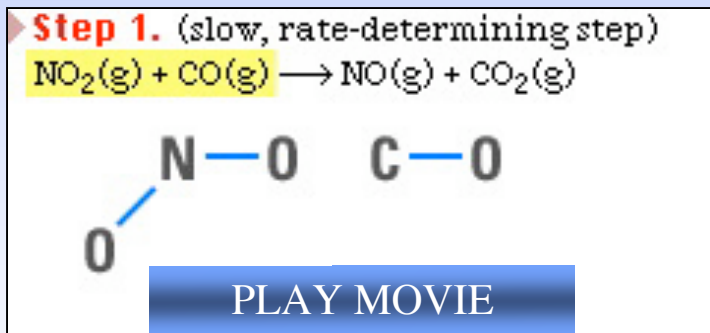 Step 1. (slow, rate-determining step)
NO₂(g) + CO(g) ⟶ NO(g) + CO₂(g)
N—O C—O
O
PLAY MOVIE